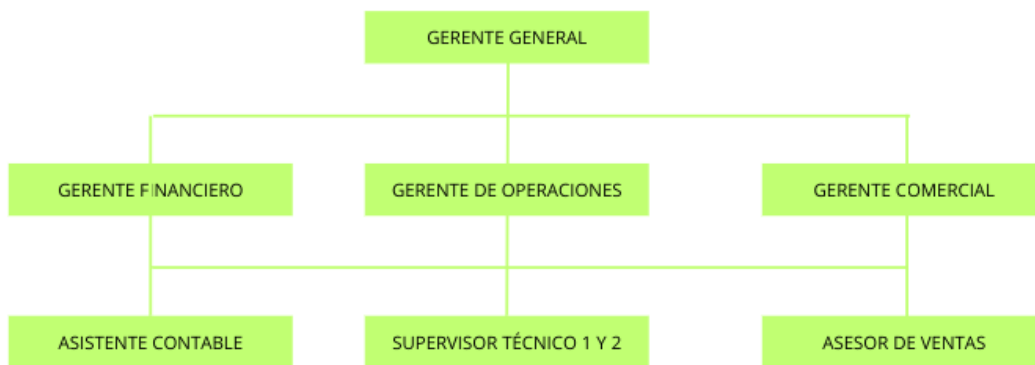 GERENTE GENERAL
GERENTE FINANCIERO
GERENTE DE OPERACIONES
GERENTE COMERCIAL
ASISTENTE CONTABLE
SUPERVISOR TÉCNICO 1 Y 2
ASESOR DE VENTAS